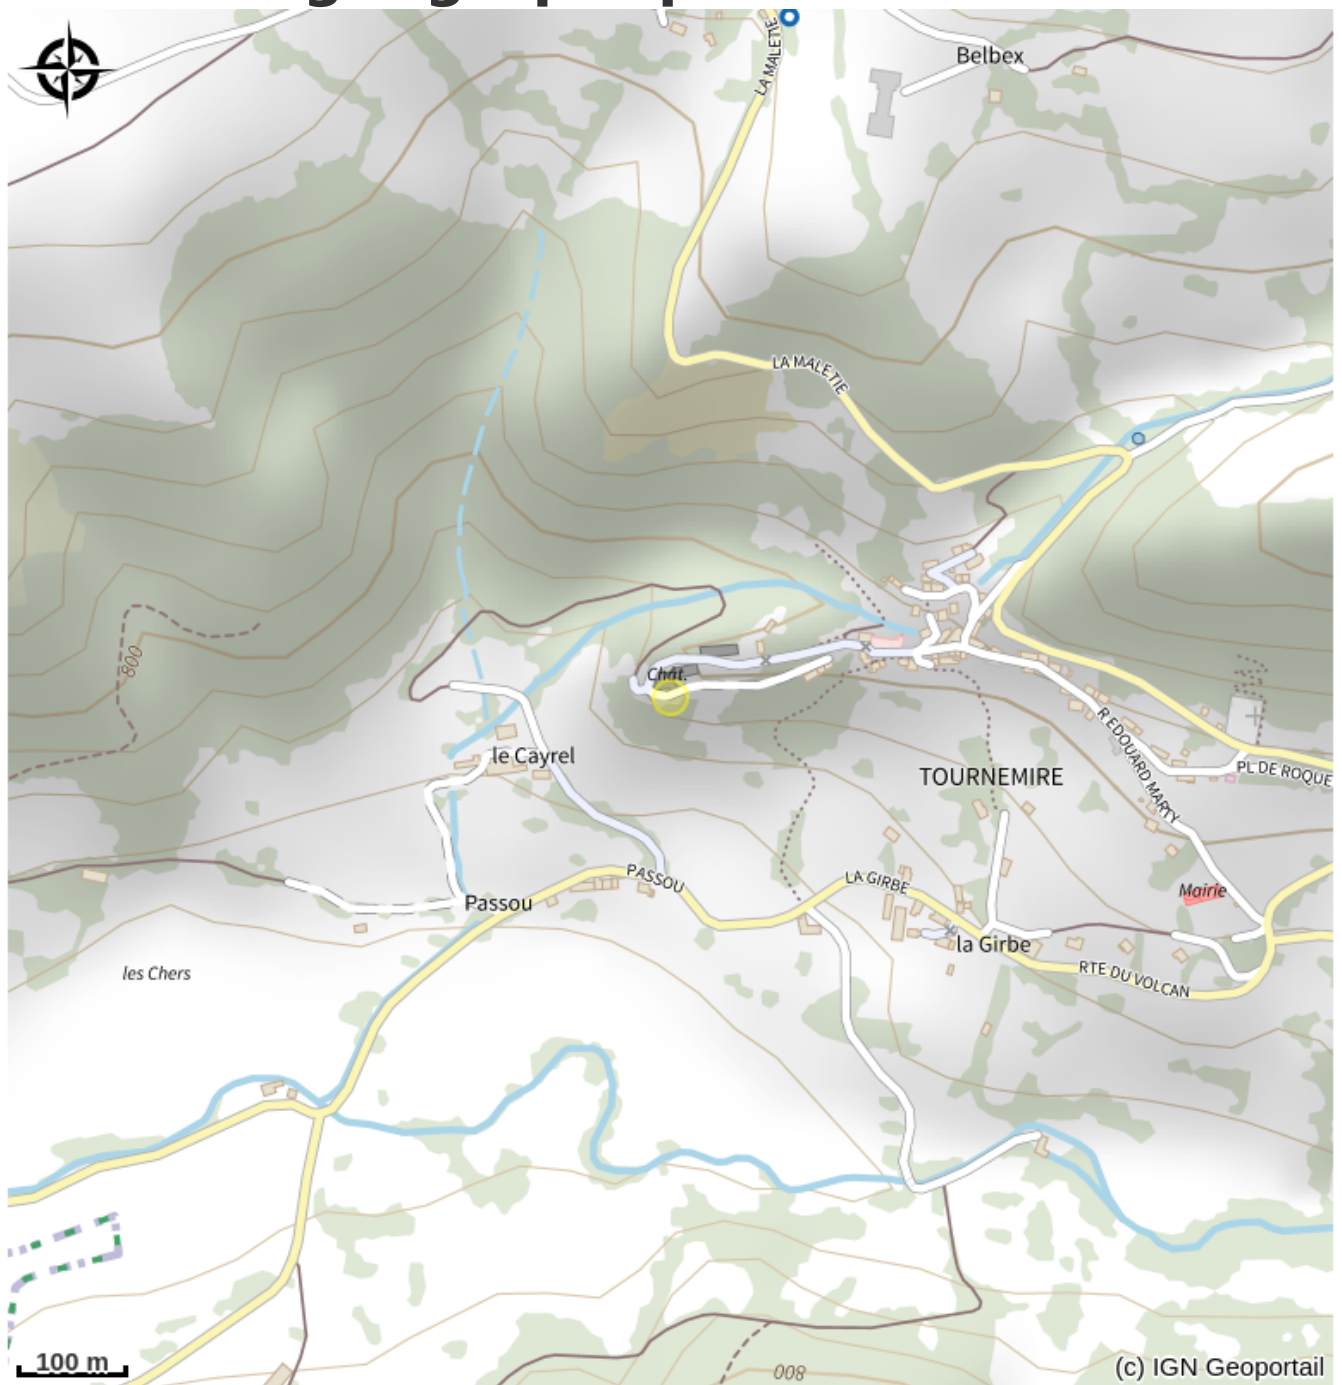 LA MALETIE
Belbex
LA MALETIE
800
Chât.
le Cayrel
TOURNEMIRE
R EDOUARD MARTY
PL DE ROQUE
PASSOU
LA GIRBE
Mairie
Passou
la Girbe
les Chers
RTE DU VOLCAN
100 m
800
(c) IGN Geoportail